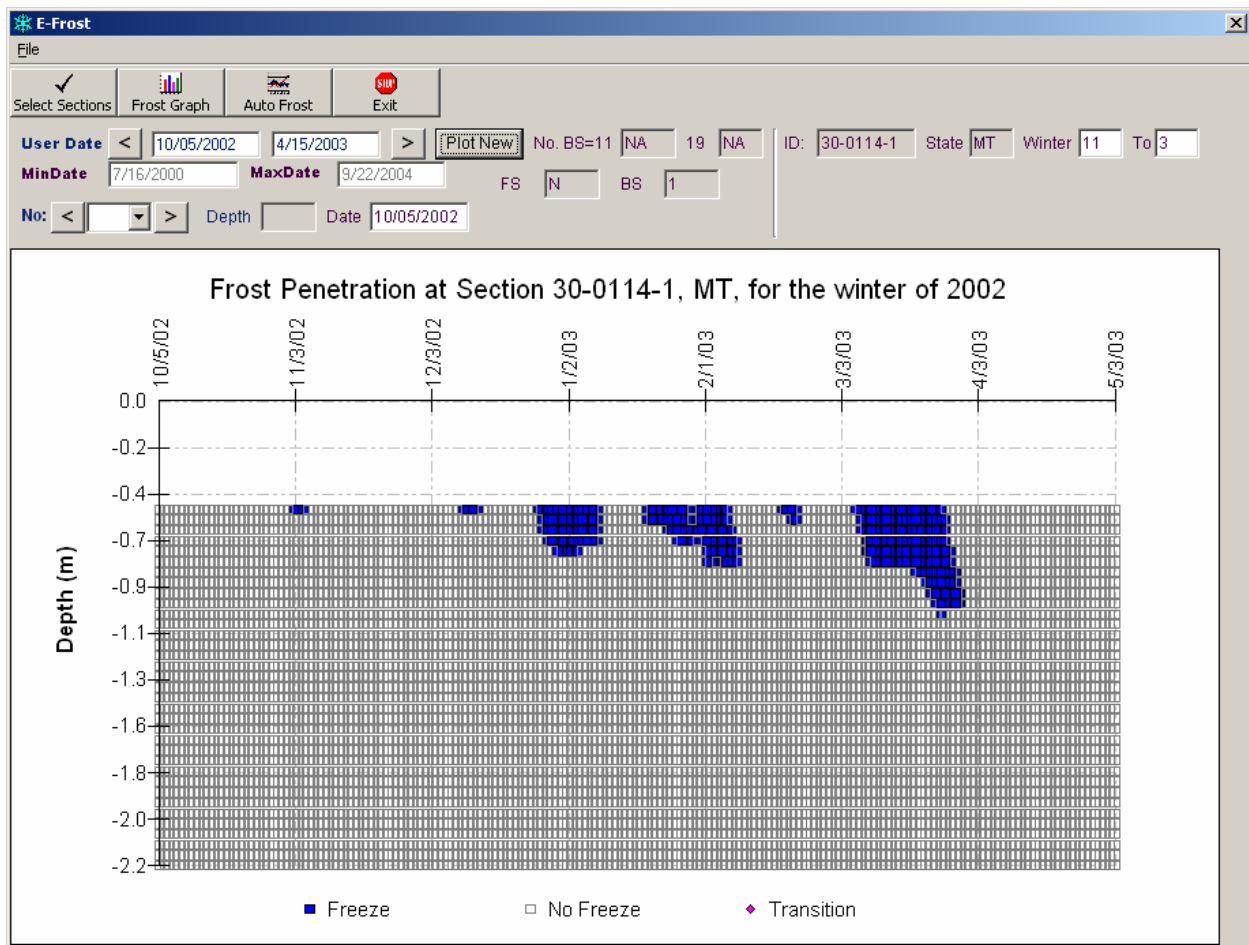 E-Frost
File
Select Sections Frost Graph Auto Frost STOP Exit
User Date < 10/05/2002 4/15/2003 > Plot New No. BS=11 NA 19 NA ID: 30-0114-1 State MT Winter 11 To 3
MinDate 7/16/2000 MaxDate 9/22/2004 FS N BS 1
No: < > Depth Date 10/05/2002
Frost Penetration at Section 30-0114-1, MT, for the winter of 2002
10/5/02 11/3/02 12/3/02 1/2/03 2/1/03 3/3/03 4/3/03 5/3/03
Depth (m)
0.0
-0.2
-0.4
-0.7
-0.9
-1.1
-1.3
-1.6
-1.8
-2.0
-2.2
Freeze No Freeze Transition